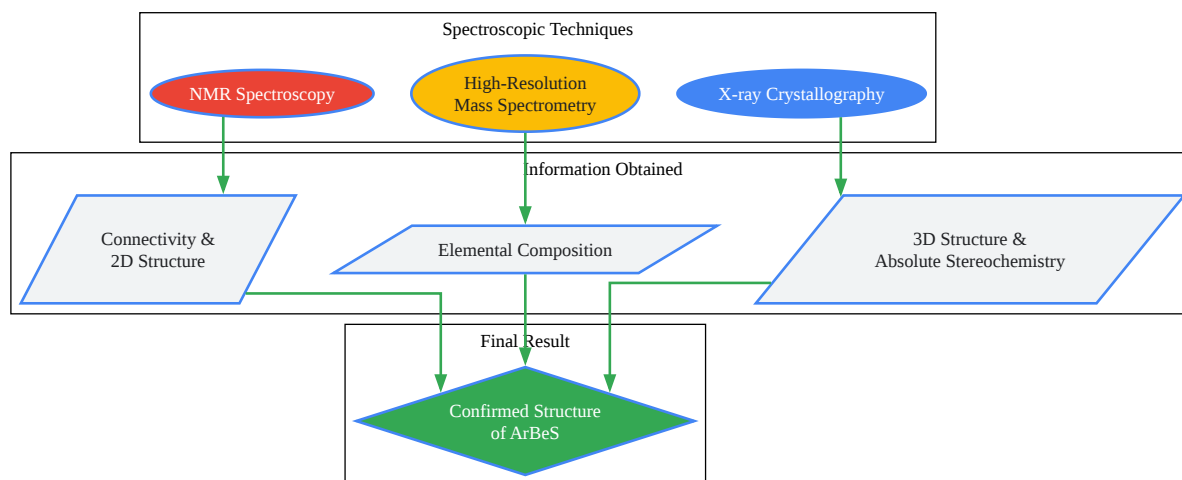 Spectroscopic Techniques
NMR Spectroscopy
High-Resolution
Mass Spectrometry
X-ray Crystallography
Information Obtained
Connectivity &
2D Structure
Elemental Composition
3D Structure &
Absolute Stereochemistry
Final Result
Confirmed Structure
of ArBeS